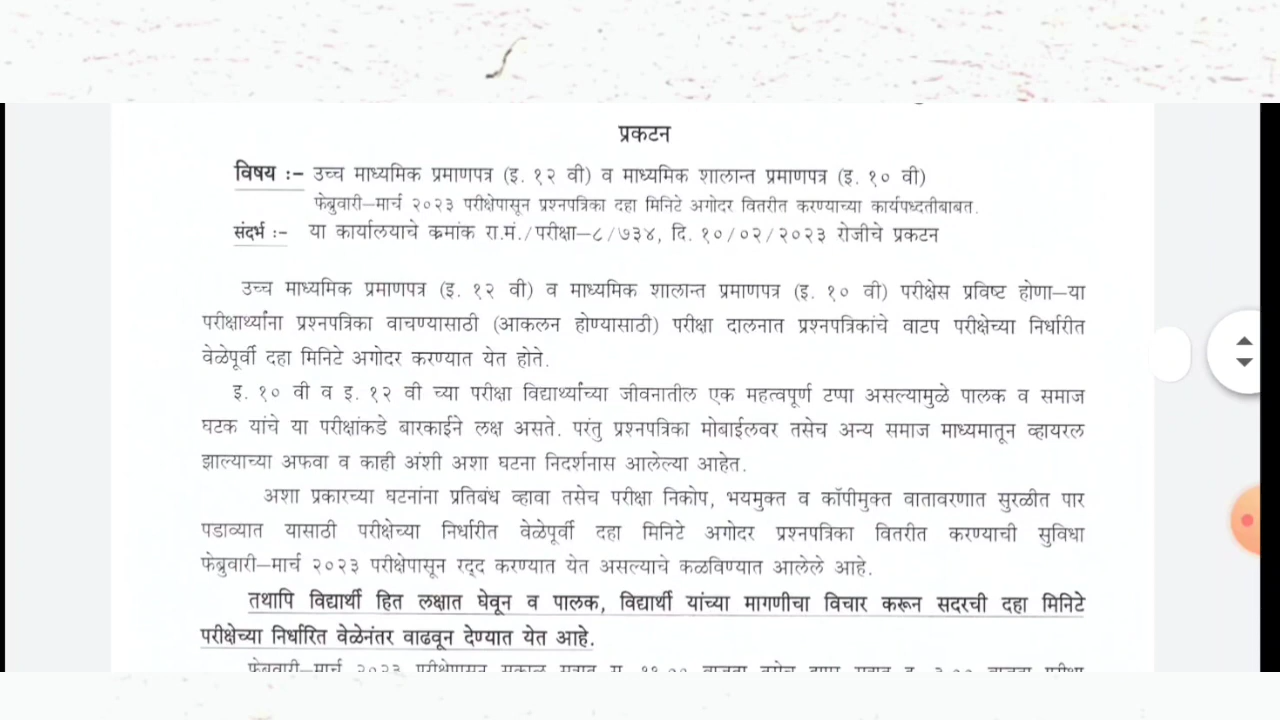 प्रकटन
विषय :– उच्च माध्यमिक प्रमाणपत्र (इ. १२ वी) व माध्यमिक शालान्त प्रमाणपत्र (इ. १० वी)
फेब्रुवारी–मार्च २०२३ परीक्षेपासून प्रश्नपत्रिका दहा मिनिटे अगोदर वितरीत करण्याच्या कार्यपध्दतीबाबत.
संदर्भ :– या कार्यालयाचे क्रमांक रा.मं./परीक्षा–८/७३४, दि. १०/०२/२०२३ रोजीचे प्रकटन
उच्च माध्यमिक प्रमाणपत्र (इ. १२ वी) व माध्यमिक शालान्त प्रमाणपत्र (इ. १० वी) परीक्षेस प्रविष्ट होणा–या
परीक्षार्थ्यांना प्रश्नपत्रिका वाचण्यासाठी (आकलन होण्यासाठी) परीक्षा दालनात प्रश्नपत्रिकांचे वाटप परीक्षेच्या निर्धारीत
वेळेपूर्वी दहा मिनिटे अगोदर करण्यात येत होते.
इ. १० वी व इ. १२ वी च्या परीक्षा विद्यार्थ्यांच्या जीवनातील एक महत्वपूर्ण टप्पा असल्यामुळे पालक व समाज
घटक यांचे या परीक्षांकडे बारकाईने लक्ष असते. परंतु प्रश्नपत्रिका मोबाईलवर तसेच अन्य समाज माध्यमातून व्हायरल
झाल्याच्या अफवा व काही अंशी अशा घटना निदर्शनास आलेल्या आहेत.
अशा प्रकारच्या घटनांना प्रतिबंध व्हावा तसेच परीक्षा निकोप, भयमुक्त व कॉपीमुक्त वातावरणात सुरळीत पार
पडाव्यात यासाठी परीक्षेच्या निर्धारीत वेळेपूर्वी दहा मिनिटे अगोदर प्रश्नपत्रिका वितरीत करण्याची सुविधा
फेब्रुवारी–मार्च २०२३ परीक्षेपासून रद्द करण्यात येत असल्याचे कळविण्यात आलेले आहे.
तथापि विद्यार्थी हित लक्षात घेवून व पालक, विद्यार्थी यांच्या मागणीचा विचार करून सदरची दहा मिनिटे
परीक्षेच्या निर्धारित वेळेनंतर वाढवून देण्यात येत आहे.
फेब्रुवारी–मार्च २०२३ परीक्षेपासून सकाळ सत्रात